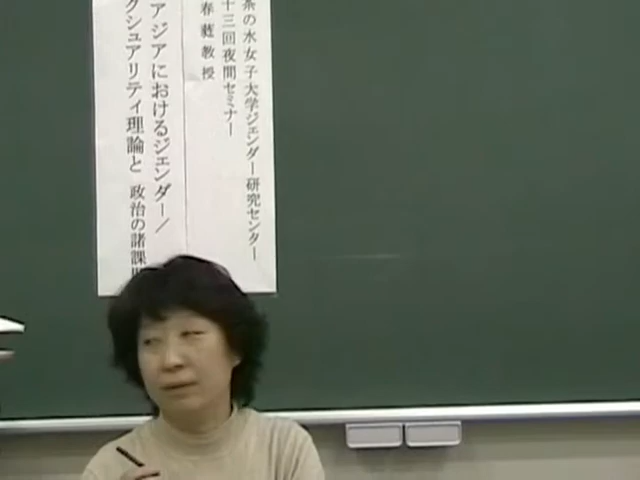 茶の水女子大学ジェンダー研究センター
十三回夜間セミナー
春蕤教授
アジアにおけるジェンダー／
クシュアリティ理論と 政治の諸課